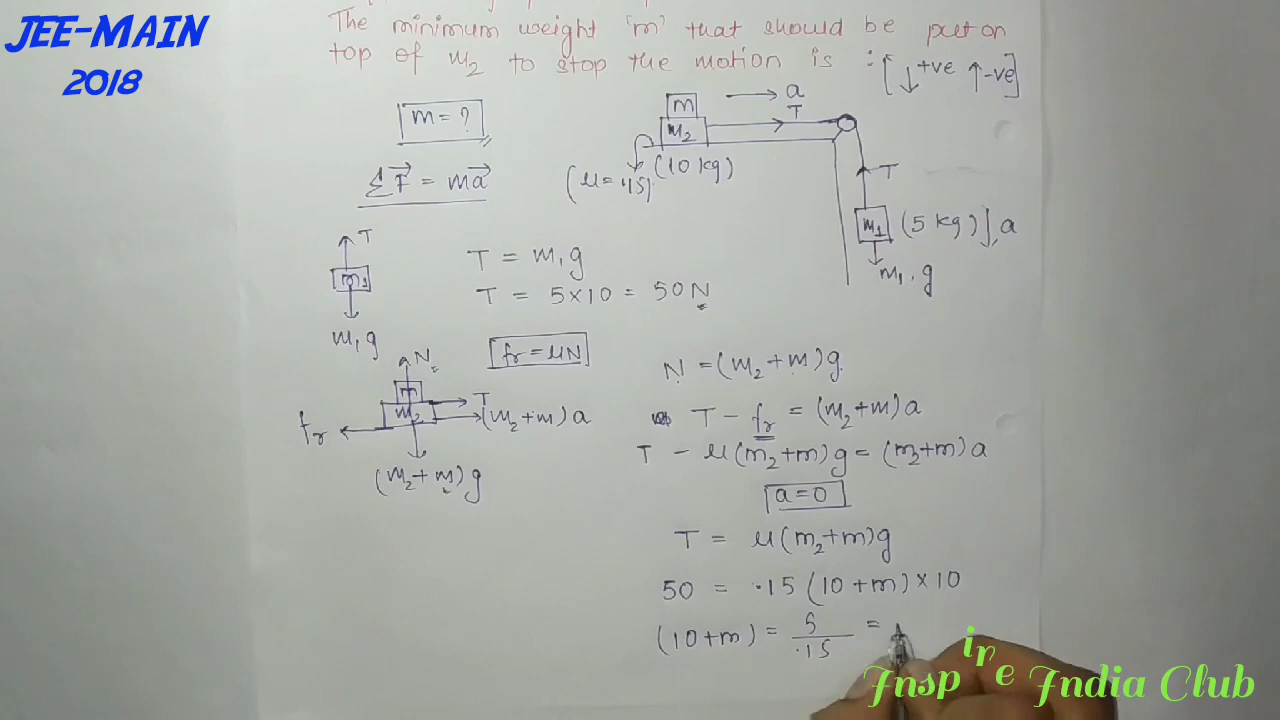 JEE-MAIN
2018
The minimum weight 'm' that should be put on
top of m₂ to stop the motion is : [↓+ve ↑-ve]
m = ?
ΣF⃗ = ma⃗
m
→ a
T
m₂
(10 kg)
(μ=.15)
T
m₁ (5 kg)↓a
m₁.g
T
m₁
m₁g
T = m₁g
T = 5×10 = 50N
fr = μN
N
m
m₂
T
(m₂+m)a
fr
(m₂+m)g
N = (m₂+m)g
T - fr = (m₂+m)a
T - μ(m₂+m)g = (m₂+m)a
a=0
T = μ(m₂+m)g
50 = .15(10+m)×10
(10+m) = 5/.15 =
Inspire India Club